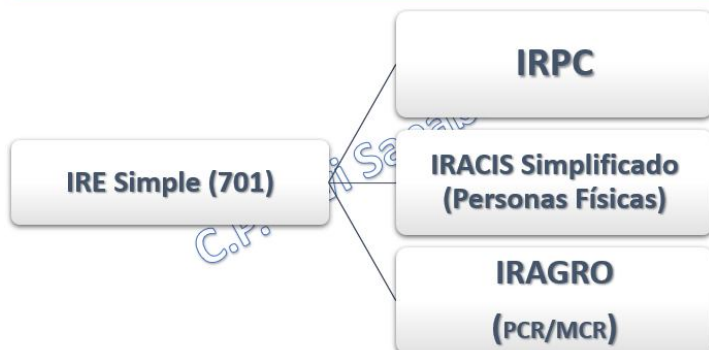 IRPC
IRE Simple (701)
IRACIS Simplificado
(Personas Físicas)
IRAGRO
(PCR/MCR)
C.P.